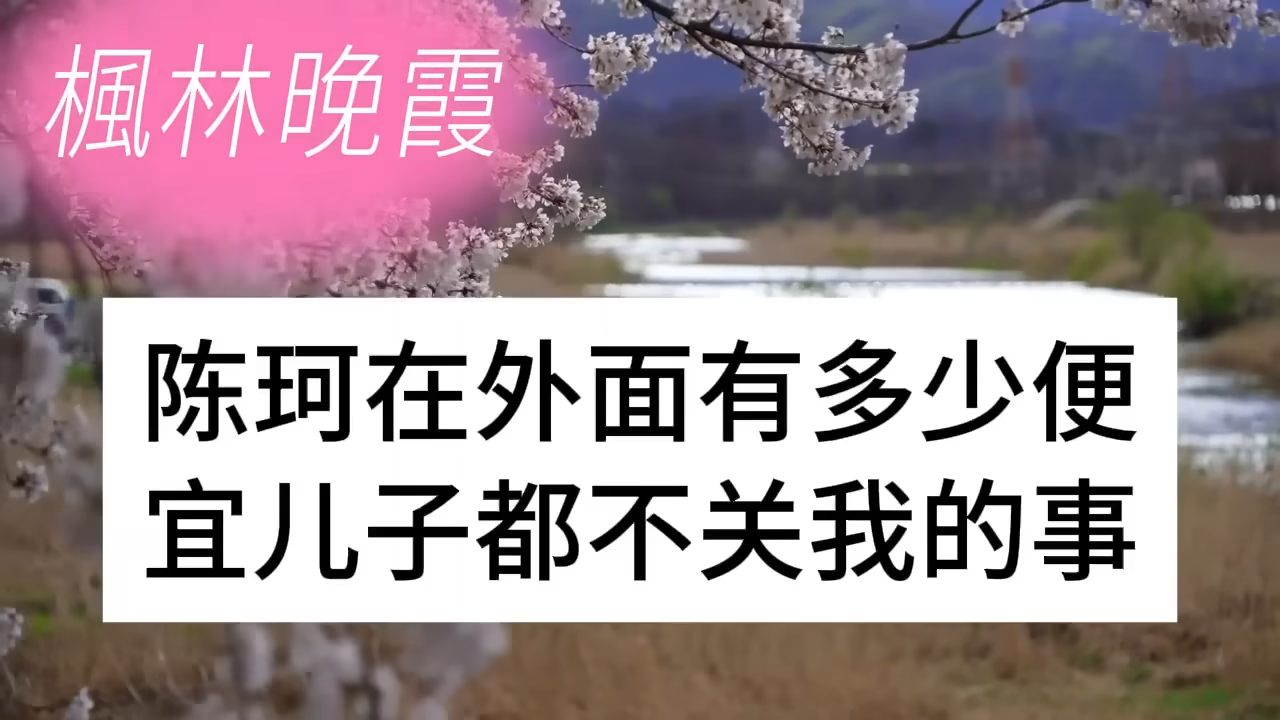 楓林晚霞
陈珂在外面有多少便
宜儿子都不关我的事